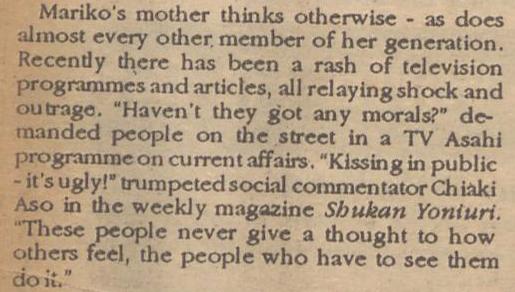 Mariko's mother thinks otherwise - as does
almost every other member of her generation.
Recently there has been a rash of television
programmes and articles, all relaying shock and
outrage. "Haven't they got any morals?" de-
manded people on the street in a TV Asahi
programme on current affairs. "Kissing in public
- it's ugly!" trumpeted social commentator Chiaki
Aso in the weekly magazine Shukan Yoniuri.
"These people never give a thought to how
others feel, the people who have to see them
do it."